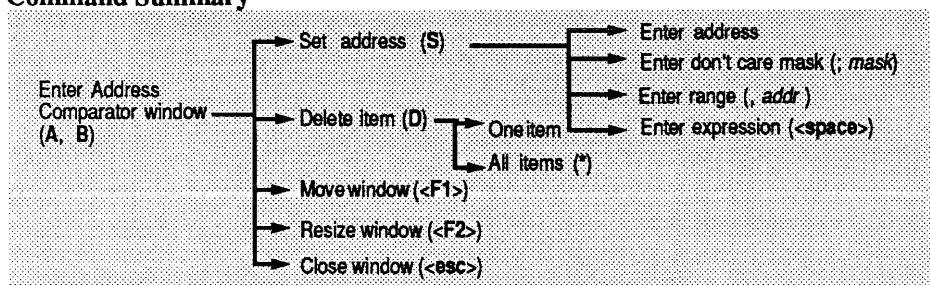 Command Summary
Enter Address
Comparator window
(A, B)
Set address (S)
Enter address
Enter don't care mask (; mask)
Enter range (, addr )
Enter expression (<space>)
Delete item (D)
One item
All items (*)
Move window (<F1>)
Resize window (<F2>)
Close window (<esc>)